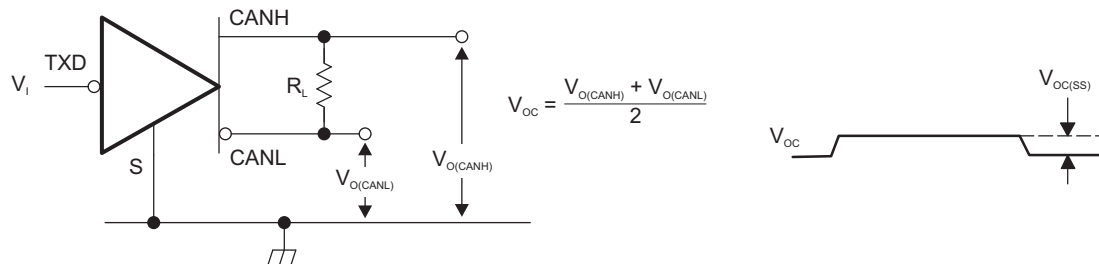 CANH
TXD
V_I
R_L
CANL
S
V_O(CANL)
V_O(CANH)
V_OC = (V_O(CANH) + V_O(CANL)) / 2
V_OC(SS)
V_OC